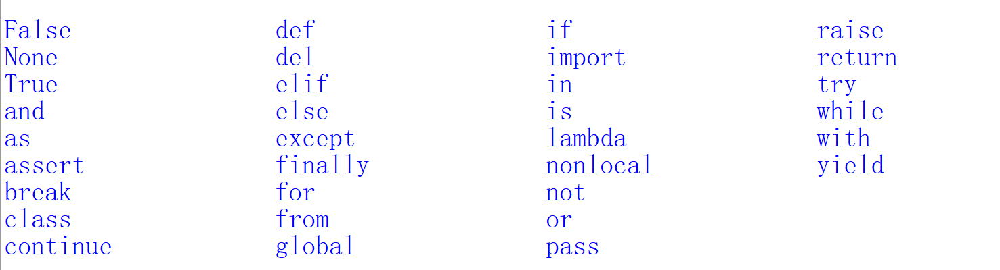 False def if raise
None del import return
True elif in try
and else is while
as except lambda with
assert finally nonlocal yield
break for not
class from or
continue global pass